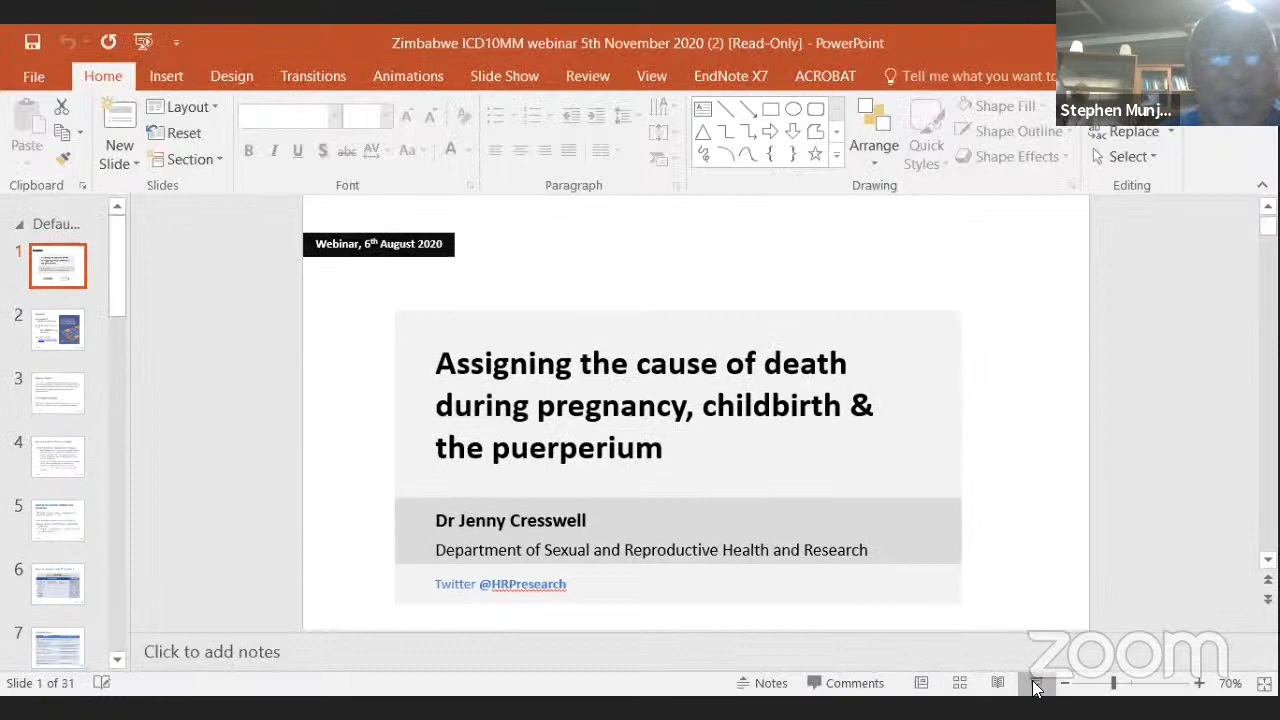 Zimbabwe ICD10MM webinar 5th November 2020 (2) [Read-Only] - PowerPoint
File Home Insert Design Transitions Animations Slide Show Review View EndNote X7 ACROBAT Tell me what you want to
Stephen Munj...
Paste
New
Slide
Layout
Reset
Section
B I U S abc AV Aa A
Arrange
Quick
Styles
Shape Fill
Shape Outline
Shape Effects
Replace
Select
Clipboard Slides Font Paragraph Drawing Editing
Defau...
1
2
3
4
5
6
7
Webinar, 6th August 2020
Assigning the cause of death
during pregnancy, childbirth &
the puerperium
Dr Jenny Cresswell
Department of Sexual and Reproductive Health and Research
Twitter @HRPresearch
Click to add notes
zoom
Slide 1 of 31 Notes Comments 70%